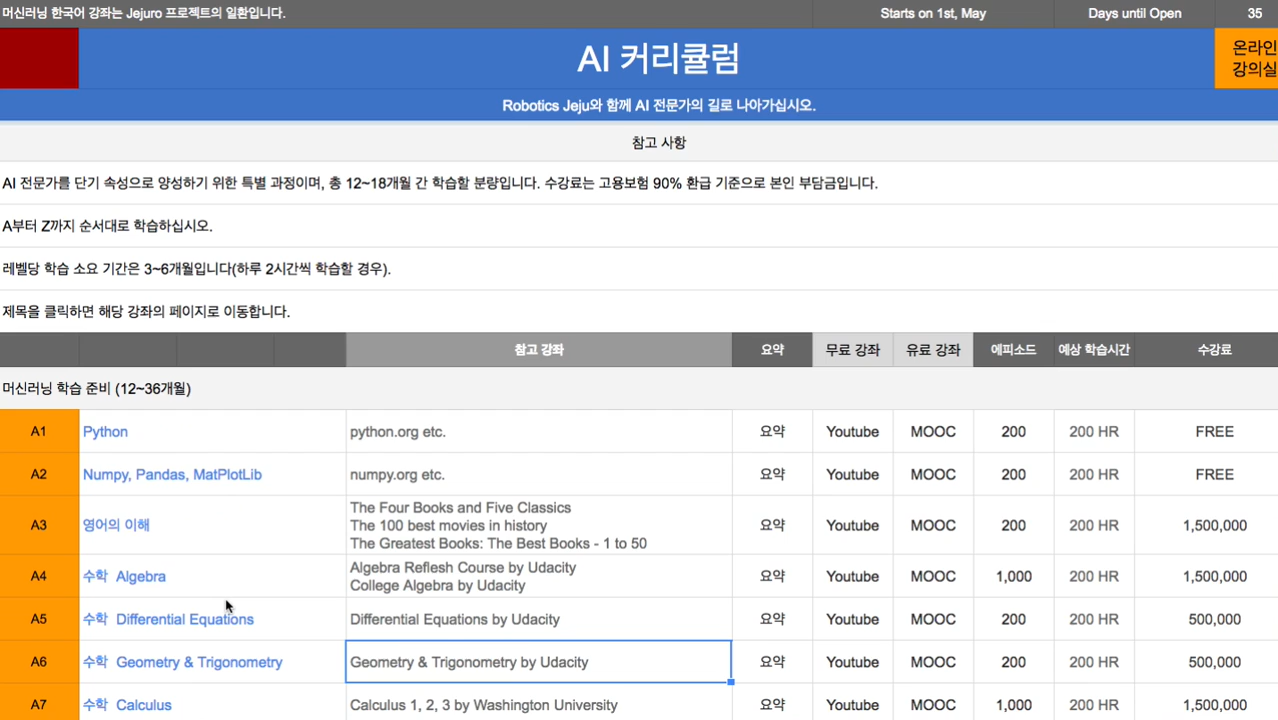 머신러닝 한국어 강좌는 Jejuro 프로젝트의 일환입니다. Starts on 1st, May Days until Open 35
AI 커리큘럼
온라인
강의실
Robotics Jeju와 함께 AI 전문가의 길로 나아가십시오.
참고 사항
AI 전문가를 단기 속성으로 양성하기 위한 특별 과정이며, 총 12~18개월 간 학습할 분량입니다. 수강료는 고용보험 90% 환급 기준으로 본인 부담금입니다.
A부터 Z까지 순서대로 학습하십시오.
레벨당 학습 소요 기간은 3~6개월입니다(하루 2시간씩 학습할 경우).
제목을 클릭하면 해당 강좌의 페이지로 이동합니다.
참고 강좌 요약 무료 강좌 유료 강좌 에피소드 예상 학습시간 수강료
머신러닝 학습 준비 (12~36개월)
A1 Python python.org etc. 요약 Youtube MOOC 200 200 HR FREE
A2 Numpy, Pandas, MatPlotLib numpy.org etc. 요약 Youtube MOOC 200 200 HR FREE
The Four Books and Five Classics
A3 영어의 이해 The 100 best movies in history 요약 Youtube MOOC 200 200 HR 1,500,000
The Greatest Books: The Best Books - 1 to 50
Algebra Reflesh Course by Udacity
A4 수학 Algebra 요약 Youtube MOOC 1,000 200 HR 1,500,000
College Algebra by Udacity
A5 수학 Differential Equations Differential Equations by Udacity 요약 Youtube MOOC 200 200 HR 500,000
A6 수학 Geometry & Trigonometry Geometry & Trigonometry by Udacity 요약 Youtube MOOC 200 200 HR 500,000
A7 수학 Calculus Calculus 1, 2, 3 by Washington University 요약 Youtube MOOC 1,000 200 HR 1,500,000